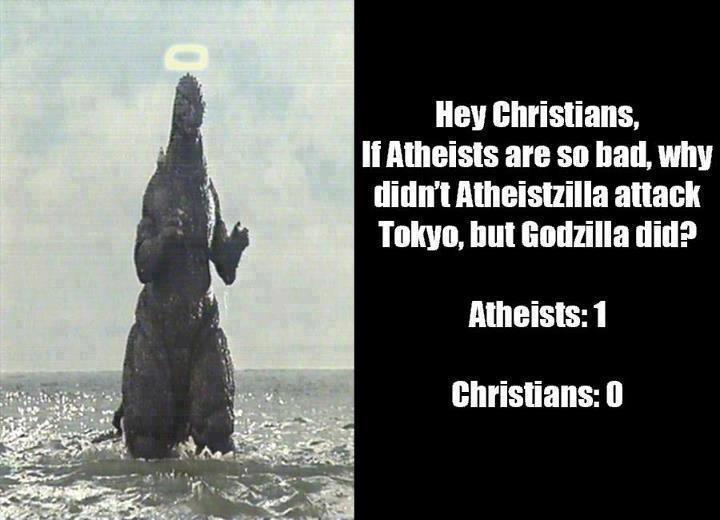 Hey Christians,
If Atheists are so bad, why
didn't Atheistzilla attack
Tokyo, but Godzilla did?
Atheists: 1
Christians: 0